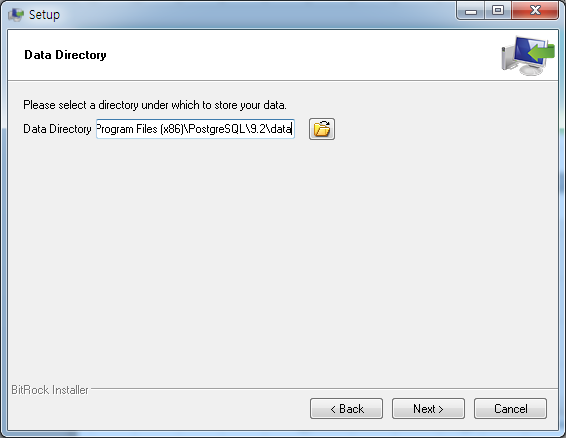 Setup
Data Directory
Please select a directory under which to store your data.
Data Directory Program Files (x86)\PostgreSQL\9.2\data
BitRock Installer
< Back Next > Cancel